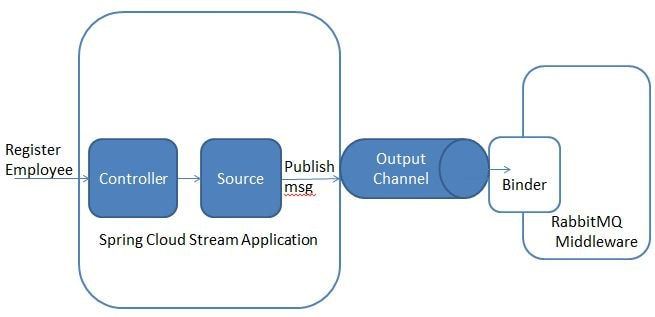 Register
Employee
Controller
Source
Publish
msg
Output
Channel
Binder
RabbitMQ
Middleware
Spring Cloud Stream Application